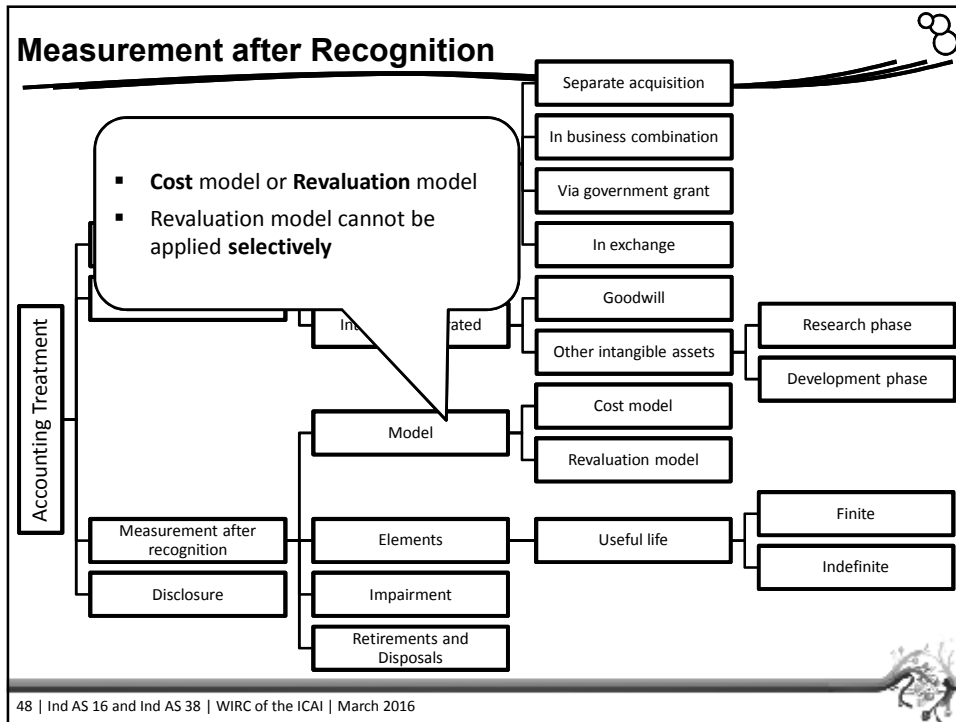 Measurement after Recognition
Separate acquisition
In business combination
Via government grant
In exchange
▪ Cost model or Revaluation model
▪ Revaluation model cannot be
applied selectively
Goodwill
Other intangible assets
Research phase
Development phase
Accounting Treatment
Model
Cost model
Revaluation model
Measurement after
recognition
Elements
Useful life
Finite
Indefinite
Disclosure
Impairment
Retirements and
Disposals
48 | Ind AS 16 and Ind AS 38 | WIRC of the ICAI | March 2016